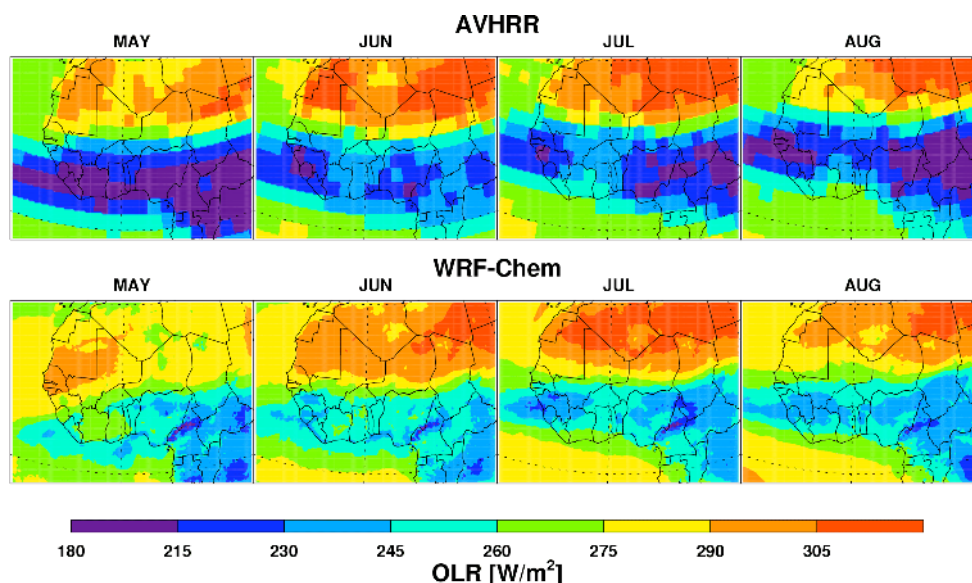 AVHRR
MAY JUN JUL AUG
WRF-Chem
MAY JUN JUL AUG
180 215 230 245 260 275 290 305
OLR [W/m²]